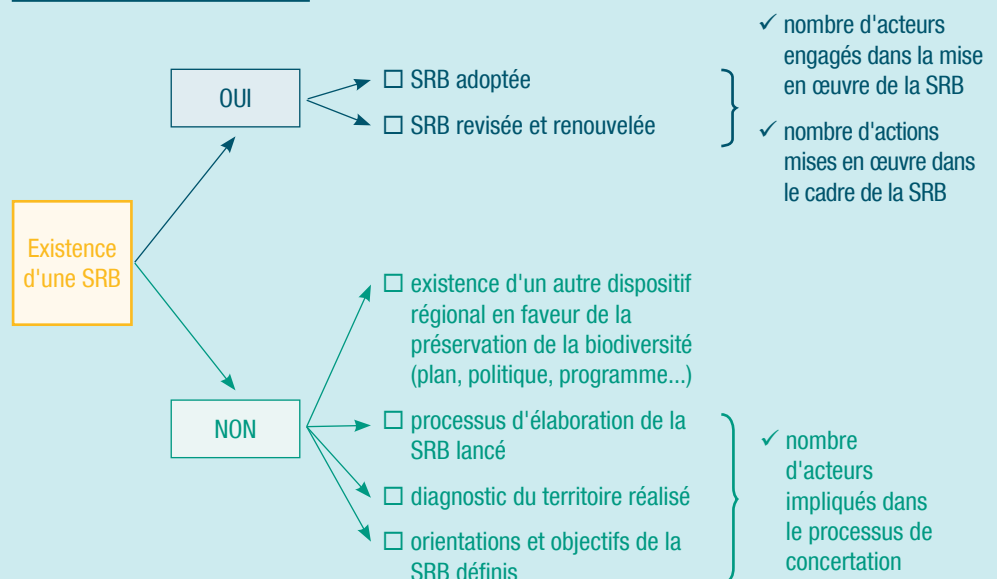 OUI
☐ SRB adoptée
☐ SRB revisée et renouvelée
✓ nombre d'acteurs
engagés dans la mise
en œuvre de la SRB
✓ nombre d'actions
mises en œuvre dans
le cadre de la SRB
Existence
d'une SRB
NON
☐ existence d'un autre dispositif
régional en faveur de la
préservation de la biodiversité
(plan, politique, programme...)
☐ processus d'élaboration de la
SRB lancé
☐ diagnostic du territoire réalisé
☐ orientations et objectifs de la
SRB définis
✓ nombre
d'acteurs
impliqués dans
le processus de
concertation